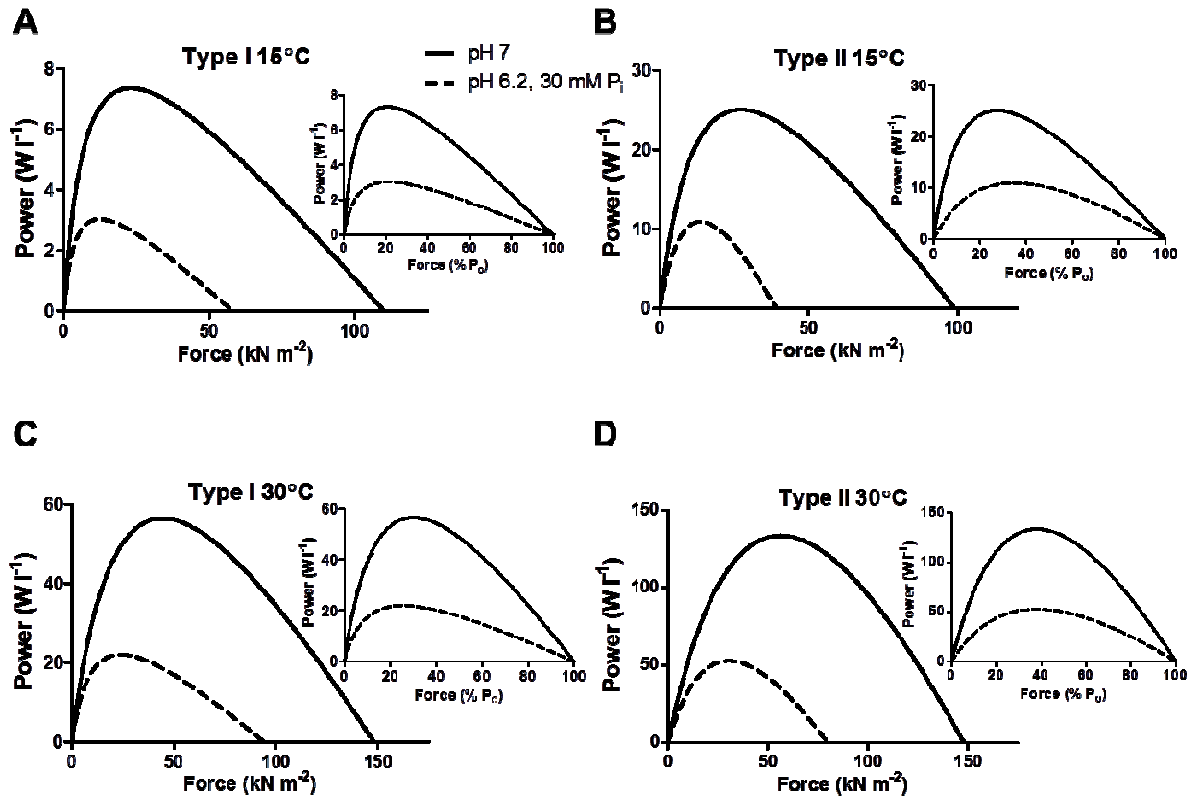 A
Type I 15°C
pH 7
pH 6.2, 30 mM Pi
Power (W l-1)
8
6
4
2
0
0 50 100
Force (kN m-2)
Power (W l-1)
8
6
4
2
0
0 20 40 60 80 100
Force (% Po)
B
Type II 15°C
Power (W l-1)
30
20
10
0
0 50 100
Force (kN m-2)
Power (W l-1)
30
20
10
0
0 20 40 60 80 100
Force (% Po)
C
Type I 30°C
Power (W l-1)
60
40
20
0
0 50 100 150
Force (kN m-2)
Power (W l-1)
60
40
20
0
0 20 40 60 80 100
Force (% Po)
D
Type II 30°C
Power (W l-1)
150
100
50
0
0 50 100 150
Force (kN m-2)
Power (W l-1)
150
100
50
0
0 20 40 60 80 100
Force (% Po)